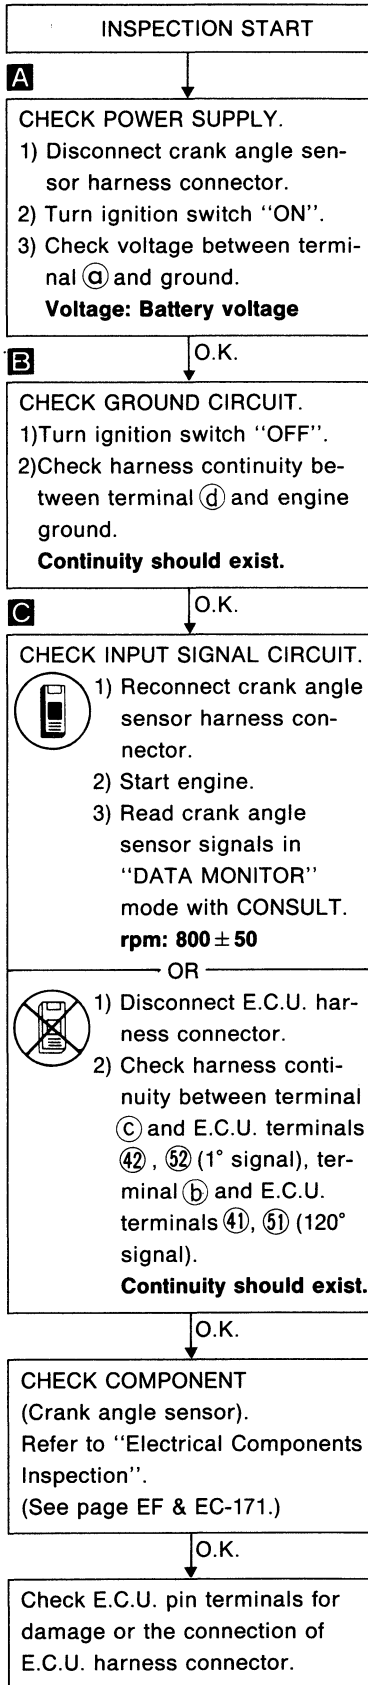 INSPECTION START
A
CHECK POWER SUPPLY.
1) Disconnect crank angle sen-
sor harness connector.
2) Turn ignition switch "ON".
3) Check voltage between termi-
nal ⓐ and ground.
Voltage: Battery voltage
O.K.
B
CHECK GROUND CIRCUIT.
1)Turn ignition switch "OFF".
2)Check harness continuity be-
tween terminal ⓓ and engine
ground.
Continuity should exist.
O.K.
C
CHECK INPUT SIGNAL CIRCUIT.
1) Reconnect crank angle
sensor harness con-
nector.
2) Start engine.
3) Read crank angle
sensor signals in
"DATA MONITOR"
mode with CONSULT.
rpm: 800 ± 50
OR
1) Disconnect E.C.U. har-
ness connector.
2) Check harness conti-
nuity between terminal
ⓒ and E.C.U. terminals
㊷, 52 (1° signal), ter-
minal ⓑ and E.C.U.
terminals ㊶, 51 (120°
signal).
Continuity should exist.
O.K.
CHECK COMPONENT
(Crank angle sensor).
Refer to "Electrical Components
Inspection".
(See page EF & EC-171.)
O.K.
Check E.C.U. pin terminals for
damage or the connection of
E.C.U. harness connector.